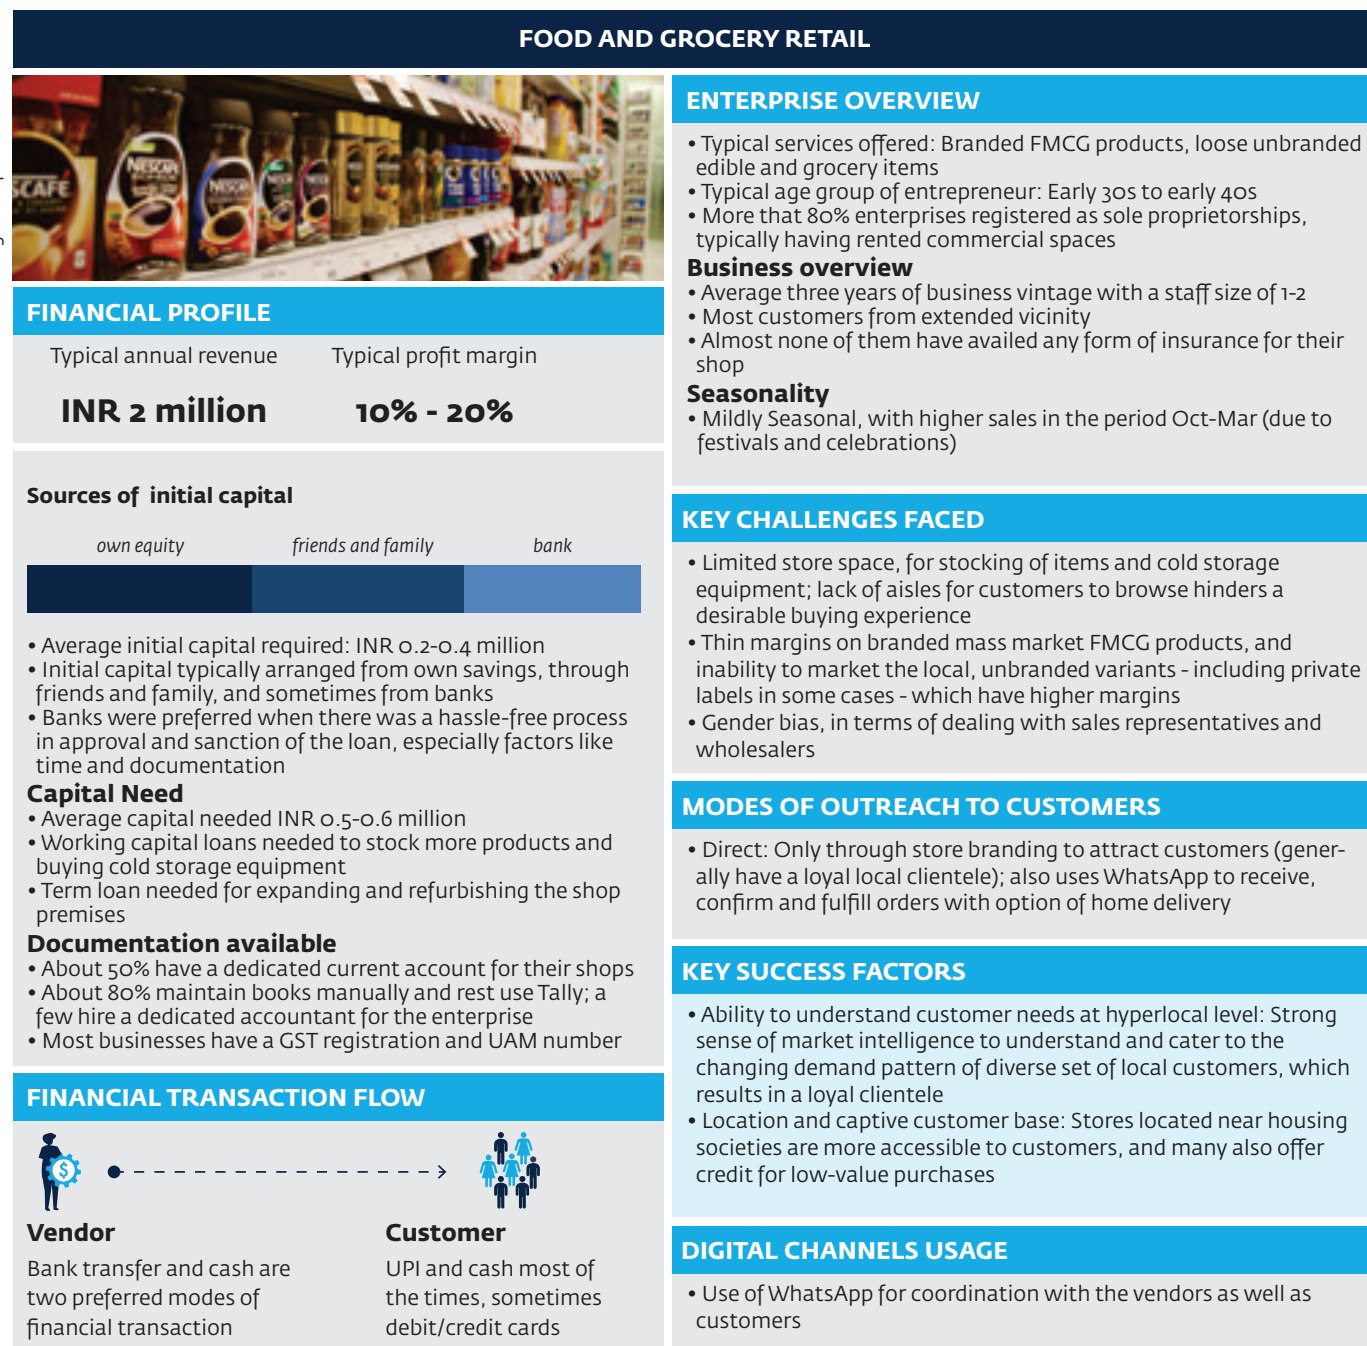 FOOD AND GROCERY RETAIL
SCAFÉ
NESCAFÉ
FINANCIAL PROFILE
Typical annual revenue
INR 2 million
Typical profit margin
10% - 20%
Sources of initial capital
own equity
friends and family
bank
• Average initial capital required: INR 0.2-0.4 million
• Initial capital typically arranged from own savings, through
friends and family, and sometimes from banks
• Banks were preferred when there was a hassle-free process
in approval and sanction of the loan, especially factors like
time and documentation
Capital Need
• Average capital needed INR 0.5-0.6 million
• Working capital loans needed to stock more products and
buying cold storage equipment
• Term loan needed for expanding and refurbishing the shop
premises
Documentation available
• About 50% have a dedicated current account for their shops
• About 80% maintain books manually and rest use Tally; a
few hire a dedicated accountant for the enterprise
• Most businesses have a GST registration and UAM number
FINANCIAL TRANSACTION FLOW
$
Vendor
Bank transfer and cash are
two preferred modes of
financial transaction
Customer
UPI and cash most of
the times, sometimes
debit/credit cards
ENTERPRISE OVERVIEW
• Typical services offered: Branded FMCG products, loose unbranded
edible and grocery items
• Typical age group of entrepreneur: Early 30s to early 40s
• More that 80% enterprises registered as sole proprietorships,
typically having rented commercial spaces
Business overview
• Average three years of business vintage with a staff size of 1-2
• Most customers from extended vicinity
• Almost none of them have availed any form of insurance for their
shop
Seasonality
• Mildly Seasonal, with higher sales in the period Oct-Mar (due to
festivals and celebrations)
KEY CHALLENGES FACED
• Limited store space, for stocking of items and cold storage
equipment; lack of aisles for customers to browse hinders a
desirable buying experience
• Thin margins on branded mass market FMCG products, and
inability to market the local, unbranded variants - including private
labels in some cases - which have higher margins
• Gender bias, in terms of dealing with sales representatives and
wholesalers
MODES OF OUTREACH TO CUSTOMERS
• Direct: Only through store branding to attract customers (gener-
ally have a loyal local clientele); also uses WhatsApp to receive,
confirm and fulfill orders with option of home delivery
KEY SUCCESS FACTORS
• Ability to understand customer needs at hyperlocal level: Strong
sense of market intelligence to understand and cater to the
changing demand pattern of diverse set of local customers, which
results in a loyal clientele
• Location and captive customer base: Stores located near housing
societies are more accessible to customers, and many also offer
credit for low-value purchases
DIGITAL CHANNELS USAGE
• Use of WhatsApp for coordination with the vendors as well as
customers